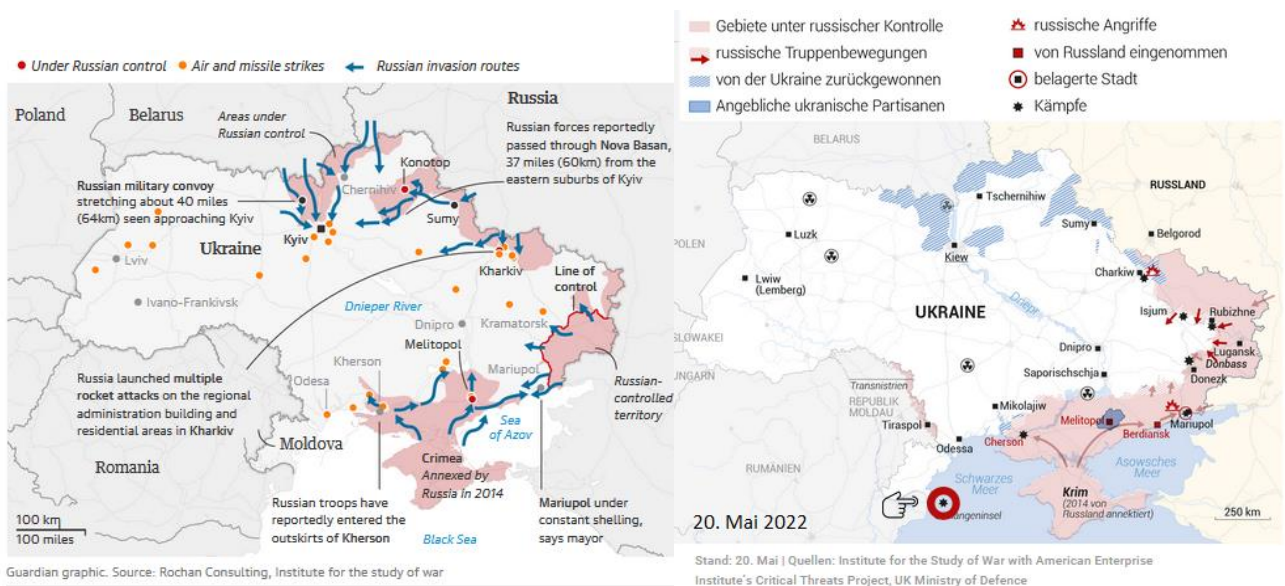 Under Russian control
Air and missile strikes
Russian invasion routes
Poland
Belarus
Areas under
Russian control
Russia
Russian forces reportedly
passed through Nova Basan,
37 miles (60km) from the
eastern suburbs of Kyiv
Konotop
Chernihiv
Russian military convoy
stretching about 40 miles
(64km) seen approaching Kyiv
Sumy
Ukraine
Kyiv
Lviv
Kharkiv
Line of
control
Ivano-Frankivsk
Dnieper River
Dnipro
Kramatorsk
Melitopol
Kherson
Mariupol
Odesa
Russia launched multiple
rocket attacks on the regional
administration building and
residential areas in Kharkiv
Russian-
controlled
territory
Sea
of Azov
Moldova
Romania
Crimea
Annexed by
Russia in 2014
Russian troops have
reportedly entered the
outskirts of Kherson
Mariupol under
constant shelling,
says mayor
Black Sea
100 km
100 miles
Guardian graphic. Source: Rochan Consulting, Institute for the study of war
Gebiete unter russischer Kontrolle
russische Truppenbewegungen
von der Ukraine zurückgewonnen
Angebliche ukranische Partisanen
russische Angriffe
von Russland eingenommen
belagerte Stadt
Kämpfe
BELARUS
RUSSLAND
Tschernihiw
POLEN
Luzk
Sumy
Belgorod
Kiew
Lwiw
(Lemberg)
Charkiw
UKRAINE
Dnipr
Isjum
Rubizhne
SLOWAKEI
Dnipro
Lugansk
Donbass
UNGARN
Saporischschja
Donezk
Transnistrien
REPUBLIK
MOLDAU
Mikolajiw
Melitopol
Mariupol
Tiraspol
Cherson
Berdiansk
Odessa
RUMÄNIEN
Schwarzes
Meer
Asowsches
Meer
Krim
(2014 von
Russland annektiert)
angeninsel
20. Mai 2022
250 km
Stand: 20. Mai | Quellen: Institute for the Study of War with American Enterprise
Institute's Critical Threats Project, UK Ministry of Defence